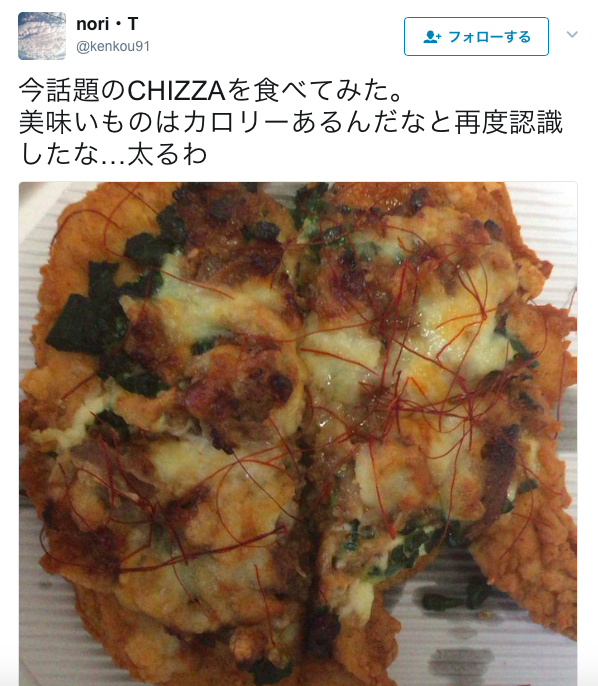 nori・T
@kenkou91
フォローする
今話題のCHIZZAを食べてみた。
美味いものはカロリーあるんだなと再度認識
したな…太るわ